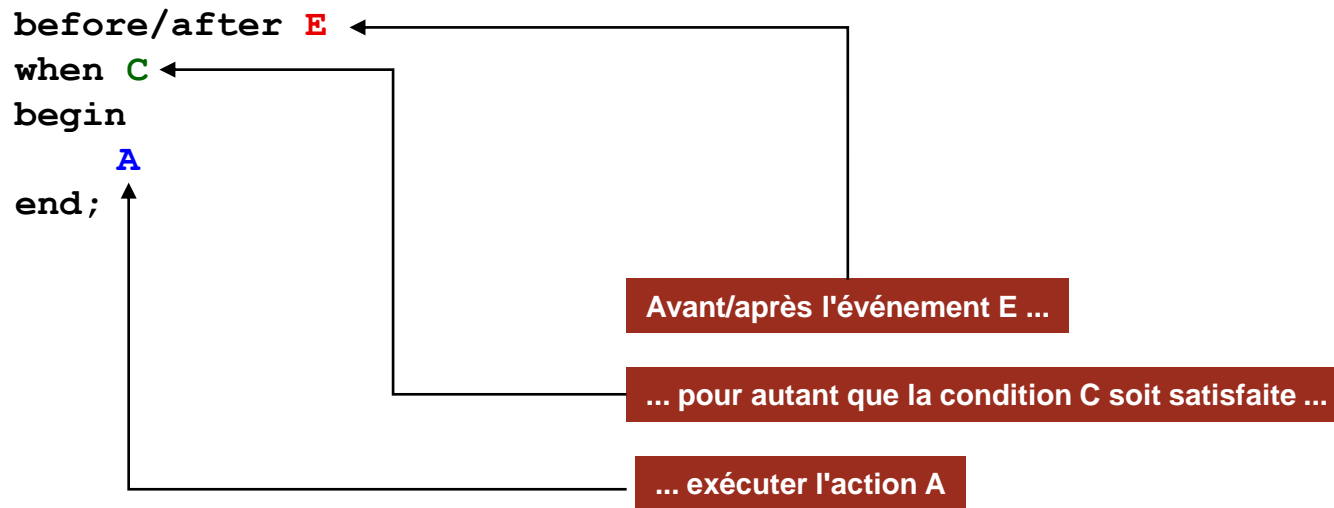 before/after E
when C
begin
A
end;
Avant/après l'événement E ...
... pour autant que la condition C soit satisfaite ...
... exécuter l'action A